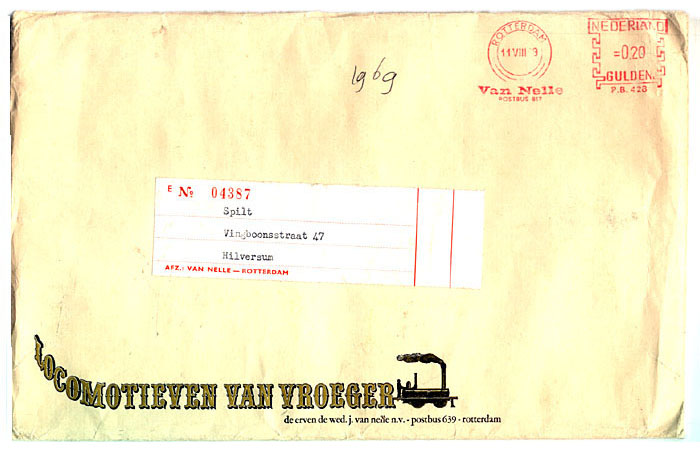 ROTTERDAM
11 VIII 9
Van Nelle
POSTBUS 817
NEDERLAND
=0,20
GULDEN
P.B. 428
1969
E No 04387
Spilt
Vingboonsstraat 47
Hilversum
AFZ.: VAN NELLE — ROTTERDAM
LOCOMOTIEVEN VAN VROEGER
de erven de wed. j. van nelle n.v. - postbus 639 - rotterdam